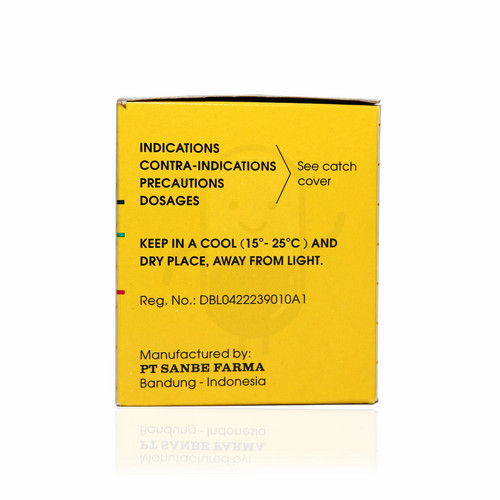 INDICATIONS
CONTRA-INDICATIONS
PRECAUTIONS
DOSAGES
See catch
cover
KEEP IN A COOL (15°- 25°C ) AND
DRY PLACE, AWAY FROM LIGHT.
Reg. No.: DBL0422239010A1
Manufactured by:
PT SANBE FARMA
Bandung - Indonesia